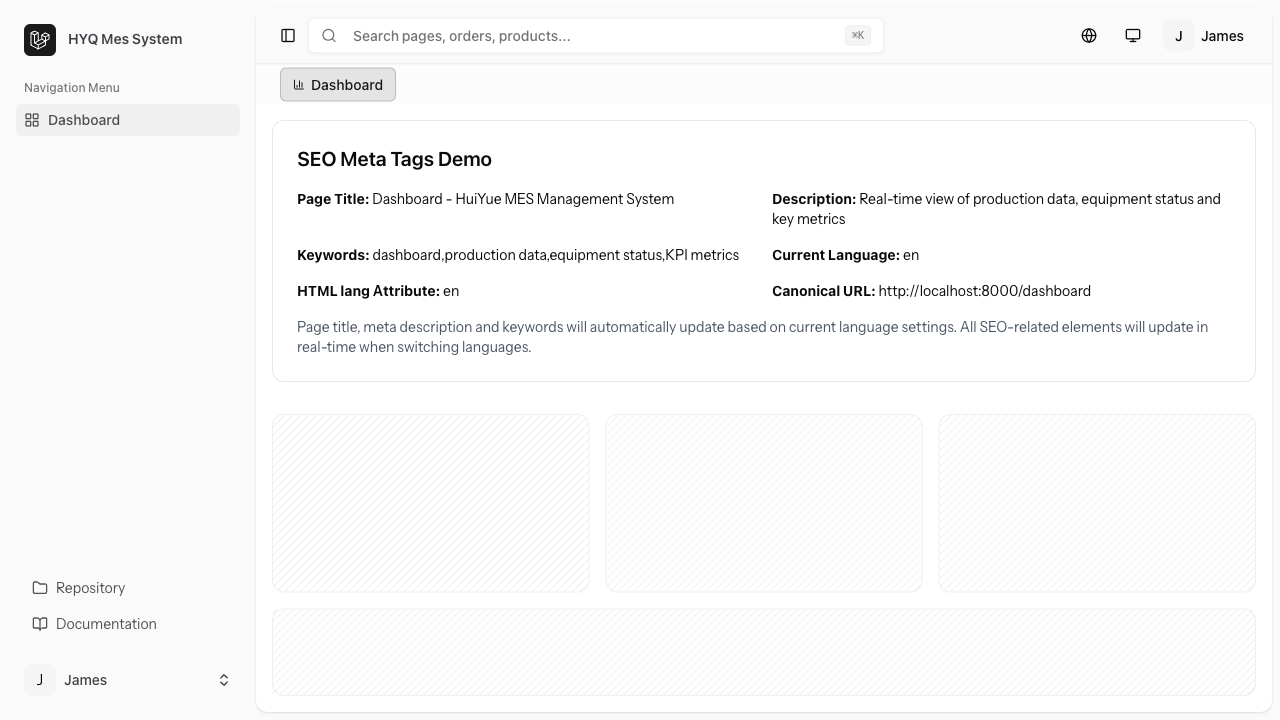 HYQ Mes System
Navigation Menu
Dashboard
Repository
Documentation
J
James
Search pages, orders, products...
⌘K
J
James
Dashboard
SEO Meta Tags Demo
Page Title: Dashboard - HuiYue MES Management System
Description: Real-time view of production data, equipment status and
key metrics
Keywords: dashboard,production data,equipment status,KPI metrics
Current Language: en
HTML lang Attribute: en
Canonical URL: http://localhost:8000/dashboard
Page title, meta description and keywords will automatically update based on current language settings. All SEO-related elements will update in
real-time when switching languages.